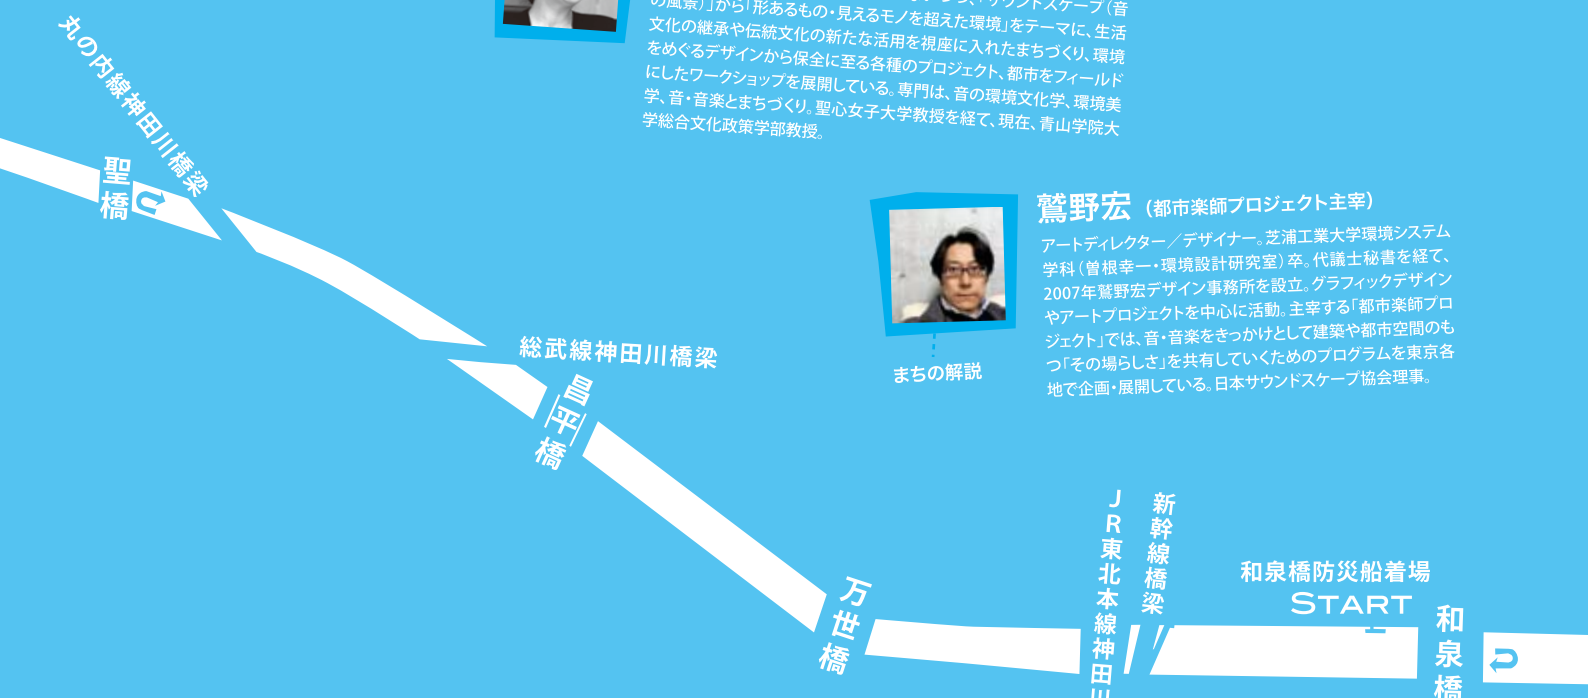 の風景）」から「形あるもの・見えるモノを超えた環境」をテーマに、生活
文化の継承や伝統文化の新たな活用を視座に入れたまちづくり、環境
をめぐるデザインから保全に至る各種のプロジェクト、都市をフィールド
にしたワークショップを展開している。専門は、音の環境文化学、環境美
学、音・音楽とまちづくり。聖心女子大学教授を経て、現在、青山学院大
学総合文化政策学部教授。
丸の内線神田川橋梁
聖橋
鷲野宏（都市楽師プロジェクト主宰）
アートディレクター／デザイナー。芝浦工業大学環境システム
学科（曽根幸一・環境設計研究室）卒。代議士秘書を経て、
2007年鷲野宏デザイン事務所を設立。グラフィックデザイン
やアートプロジェクトを中心に活動。主宰する「都市楽師プロ
ジェクト」では、音・音楽をきっかけとして建築や都市空間のも
つ「その場らしさ」を共有していくためのプログラムを東京各
地で企画・展開している。日本サウンドスケープ協会理事。
まちの解説
総武線神田川橋梁
昌平橋
万世橋
JR東北本線神田川
新幹線橋梁
和泉橋防災船着場
START
和泉橋